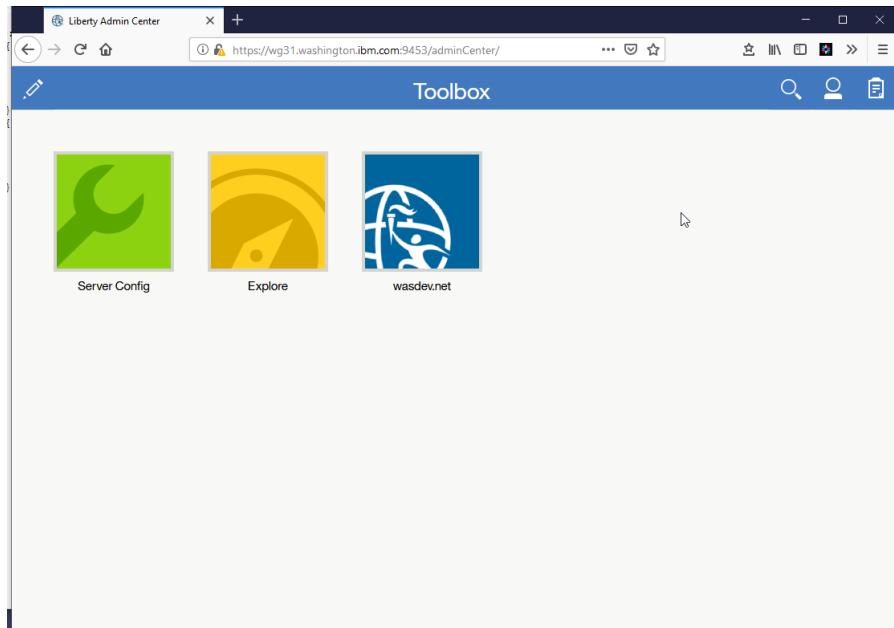 Liberty Admin Center
https://wg31.washington.ibm.com:9453/adminCenter/
Toolbox
Server Config
Explore
wasdev.net